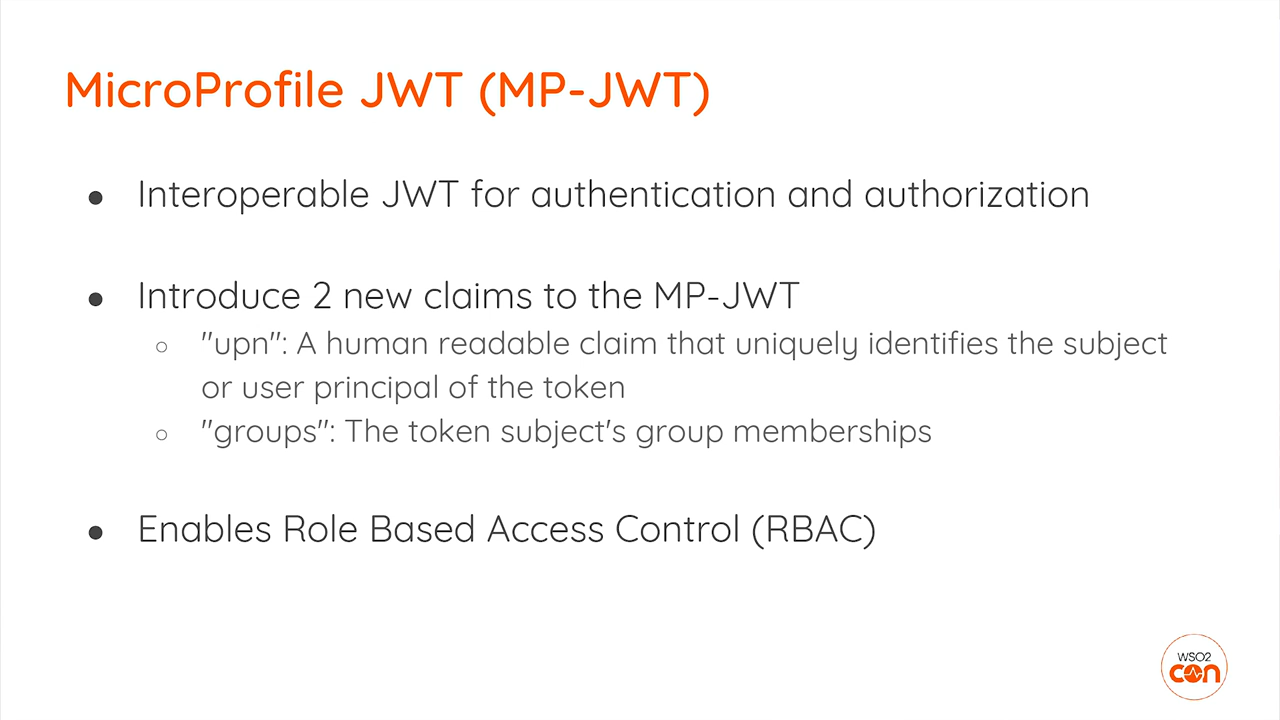 MicroProfile JWT (MP-JWT)
● Interoperable JWT for authentication and authorization
● Introduce 2 new claims to the MP-JWT
○ "upn": A human readable claim that uniquely identifies the subject
or user principal of the token
○ "groups": The token subject's group memberships
● Enables Role Based Access Control (RBAC)
WSO2
con